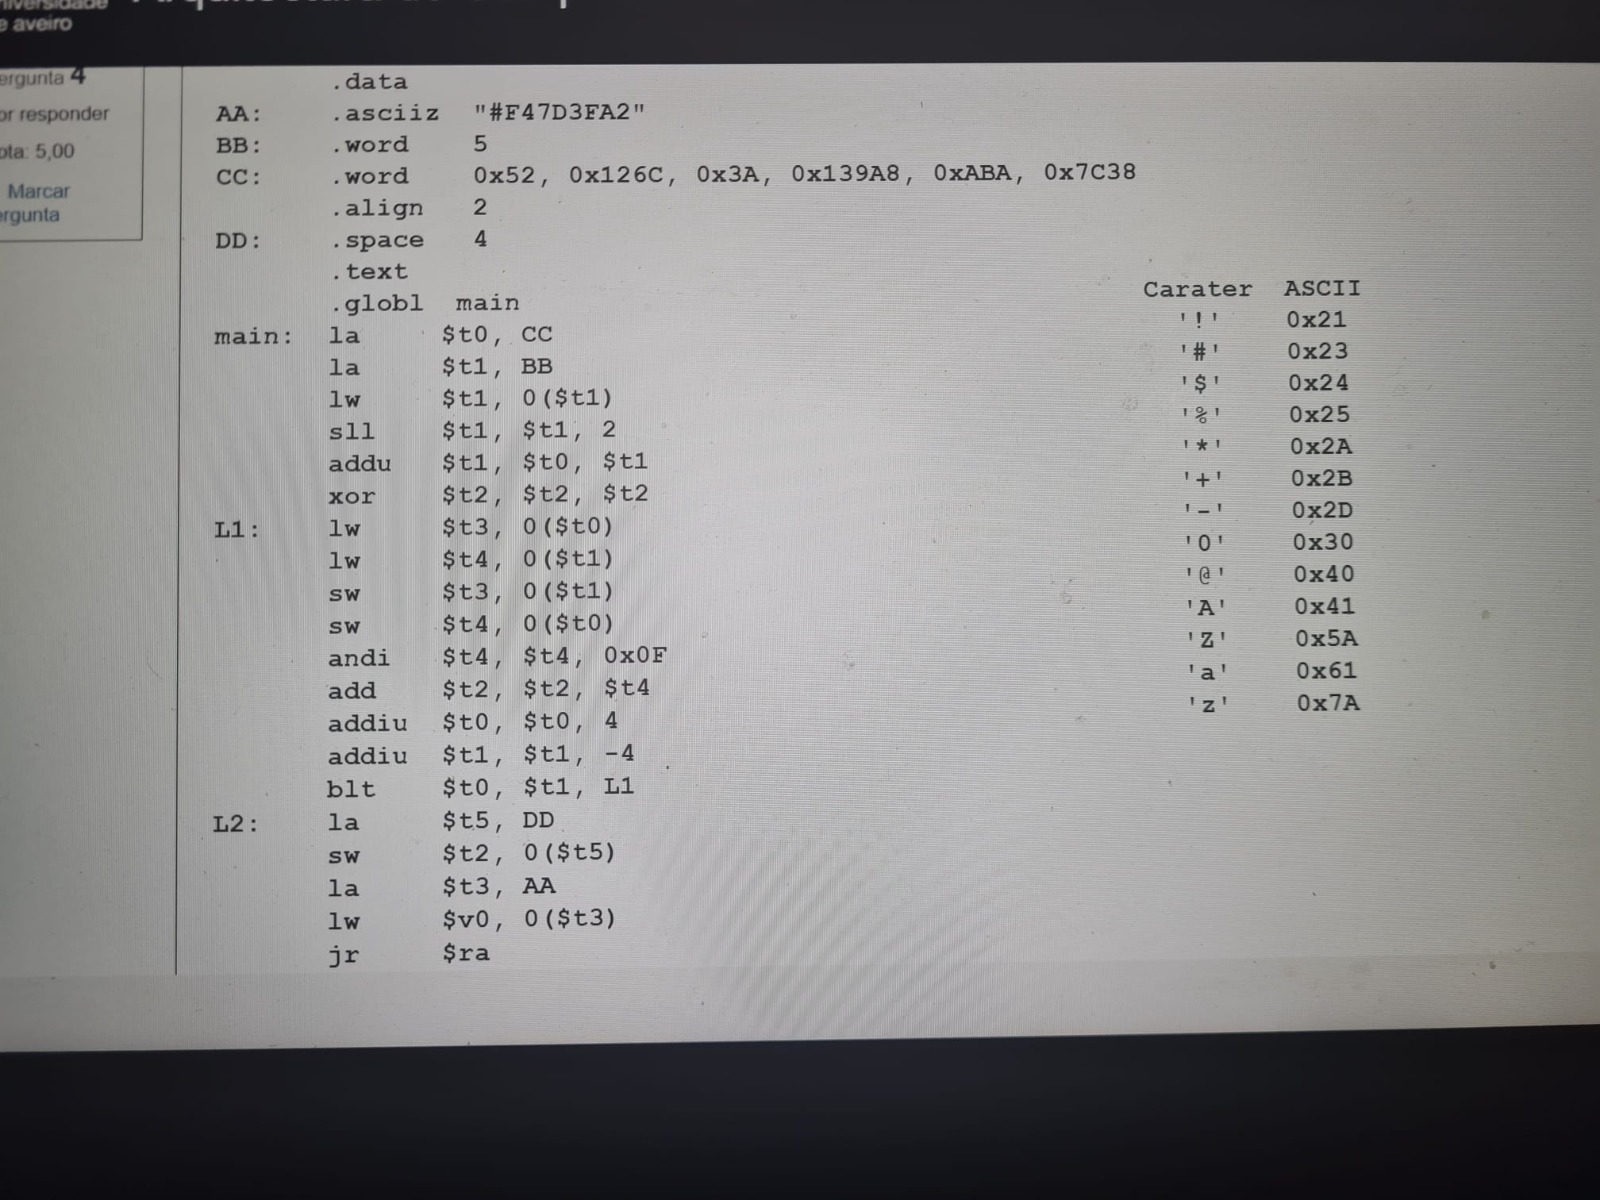 e aveiro
ergunta 4
or responder
ota: 5,00
Marcar
ergunta
.data
AA: .asciiz "#F47D3FA2"
BB: .word 5
CC: .word 0x52, 0x126C, 0x3A, 0x139A8, 0xABA, 0x7C38
.align 2
DD: .space 4
.text
.globl main
main: la $t0, CC
la $t1, BB
lw $t1, 0($t1)
sll $t1, $t1, 2
addu $t1, $t0, $t1
xor $t2, $t2, $t2
L1: lw $t3, 0($t0)
lw $t4, 0($t1)
sw $t3, 0($t1)
sw $t4, 0($t0)
andi $t4, $t4, 0x0F
add $t2, $t2, $t4
addiu $t0, $t0, 4
addiu $t1, $t1, -4
blt $t0, $t1, L1
L2: la $t5, DD
sw $t2, 0($t5)
la $t3, AA
lw $v0, 0($t3)
jr $ra
Carater ASCII
'!' 0x21
'#' 0x23
'$' 0x24
'%' 0x25
'*' 0x2A
'+' 0x2B
'-' 0x2D
'0' 0x30
'@' 0x40
'A' 0x41
'Z' 0x5A
'a' 0x61
'z' 0x7A